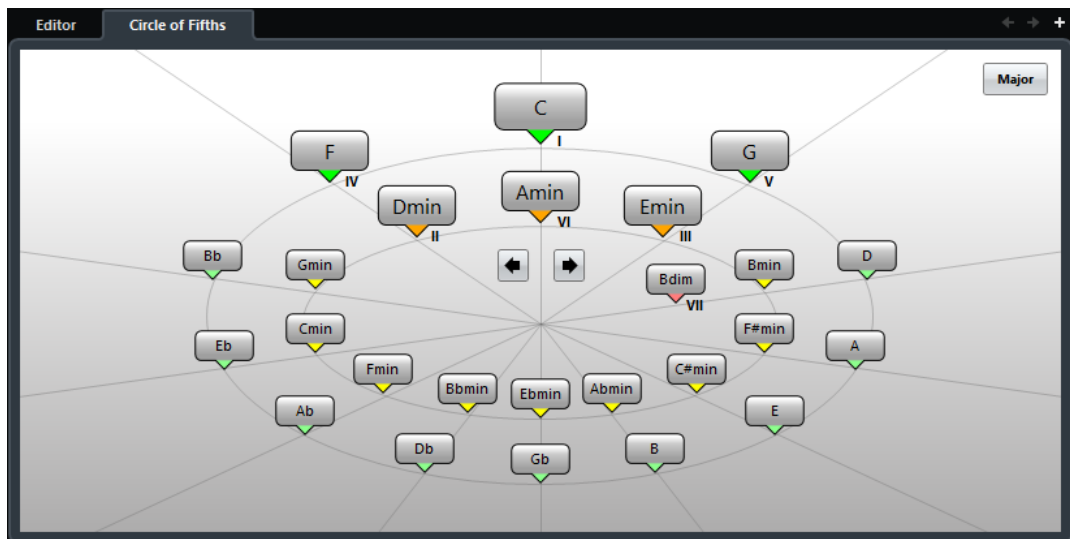 Editor
Circle of Fifths
Major
C
I
F
IV
G
V
Dmin
II
Amin
VI
Emin
III
Bb
Gmin
Bdim
VII
Bmin
D
Eb
Cmin
F#min
A
Fmin
C#min
Bbmin
Ebmin
Abmin
Ab
E
Db
Gb
B